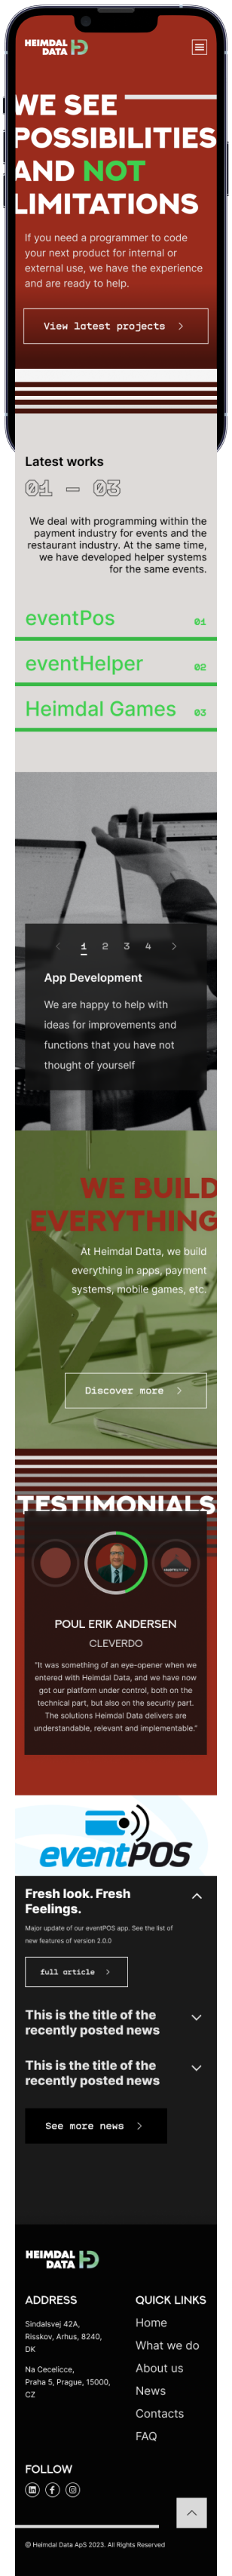 HEIMDAL
DATA
WE SEE
POSSIBILITIES
AND NOT
LIMITATIONS
If you need a programmer to code
your next product for internal or
external use, we have the experience
and are ready to help.
View latest projects
Latest works
01 — 03
We deal with programming within the
payment industry for events and the
restaurant industry. At the same time,
we have developed helper systems
for the same events.
eventPos 01
eventHelper 02
Heimdal Games 03
1 2 3 4
App Development
We are happy to help with
ideas for improvements and
functions that you have not
thought of yourself
WE BUILD
EVERYTHING
At Heimdal Datta, we build
everything in apps, payment
systems, mobile games, etc.
Discover more
TESTIMONIALS
POUL ERIK ANDERSEN
CLEVERDO
"It was something of an eye-opener when we
entered with Heimdal Data, and we have now
got our platform under control, both on the
technical part, but also on the security part.
The solutions Heimdal Data delivers are
understandable, relevant and implementable."
eventPOS
Fresh look. Fresh
Feelings.
Major update of our eventPOS app. See the list of
new features of version 2.0.0
full article
This is the title of the
recently posted news
This is the title of the
recently posted news
See more news
HEIMDAL
DATA
ADDRESS
Sindalsvej 42A,
Risskov, Arhus, 8240,
DK
Na Cecelicce,
Praha 5, Prague, 15000,
CZ
QUICK LINKS
Home
What we do
About us
News
Contacts
FAQ
FOLLOW
© Heimdal Data ApS 2023. All Rights Reserved